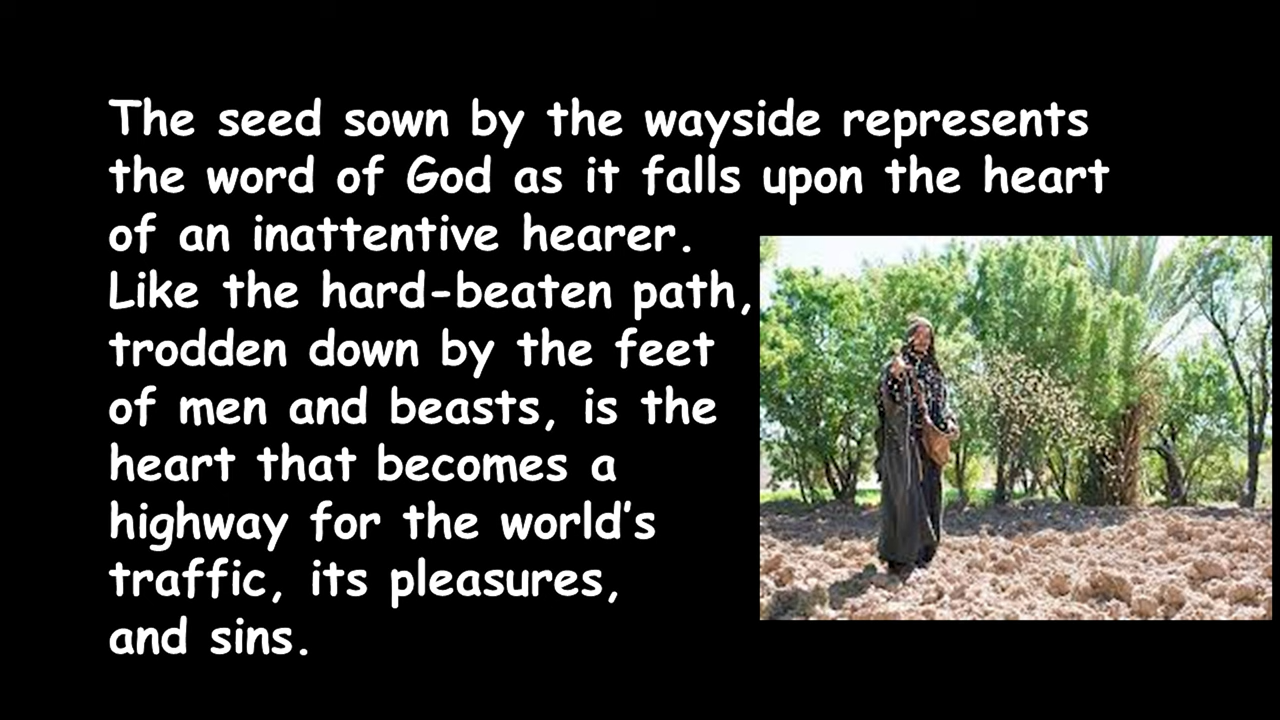 The seed sown by the wayside represents
the word of God as it falls upon the heart
of an inattentive hearer.
Like the hard-beaten path,
trodden down by the feet
of men and beasts, is the
heart that becomes a
highway for the world's
traffic, its pleasures,
and sins.